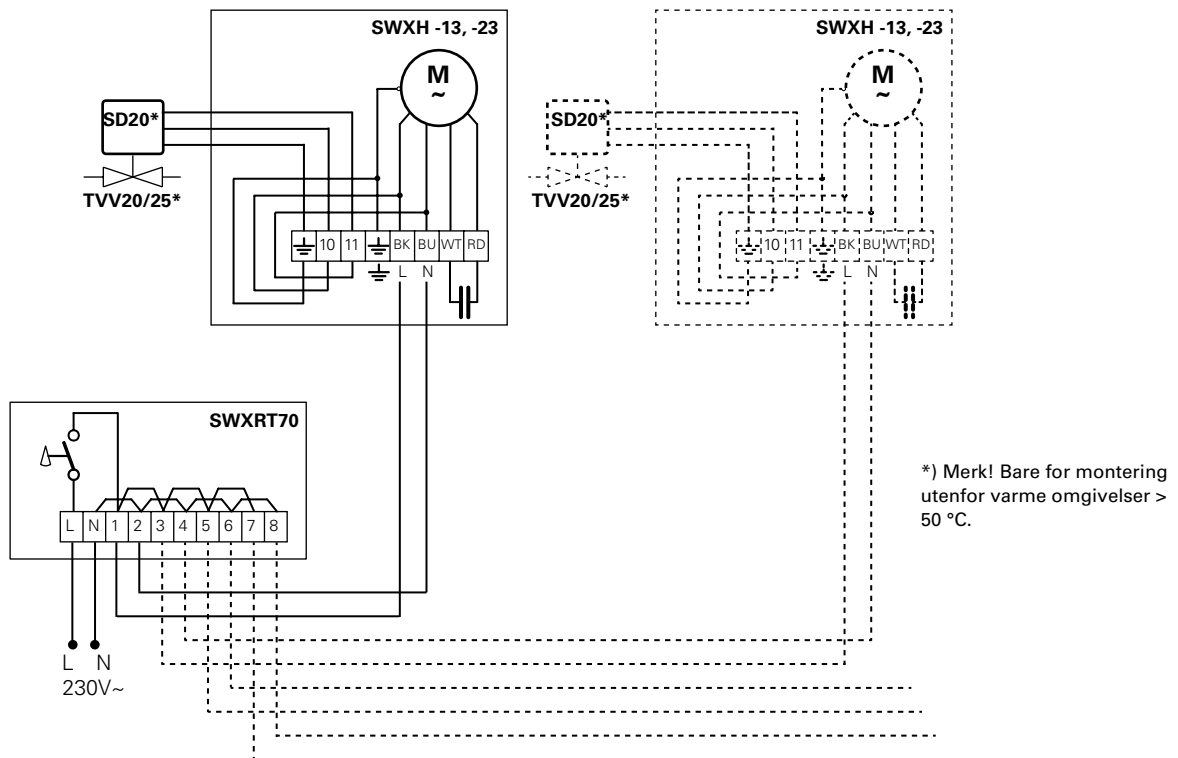 SWXH -13, -23
M
~
SD20*
TVV20/25*
10 11 BK BU WT RD
L N
SWXH -13, -23
M
~
SD20*
TVV20/25*
10 11 BK BU WT RD
L N
SWXRT70
L N 1 2 3 4 5 6 7 8
L N
230V~
*) Merk! Bare for montering
utenfor varme omgivelser >
50 °C.